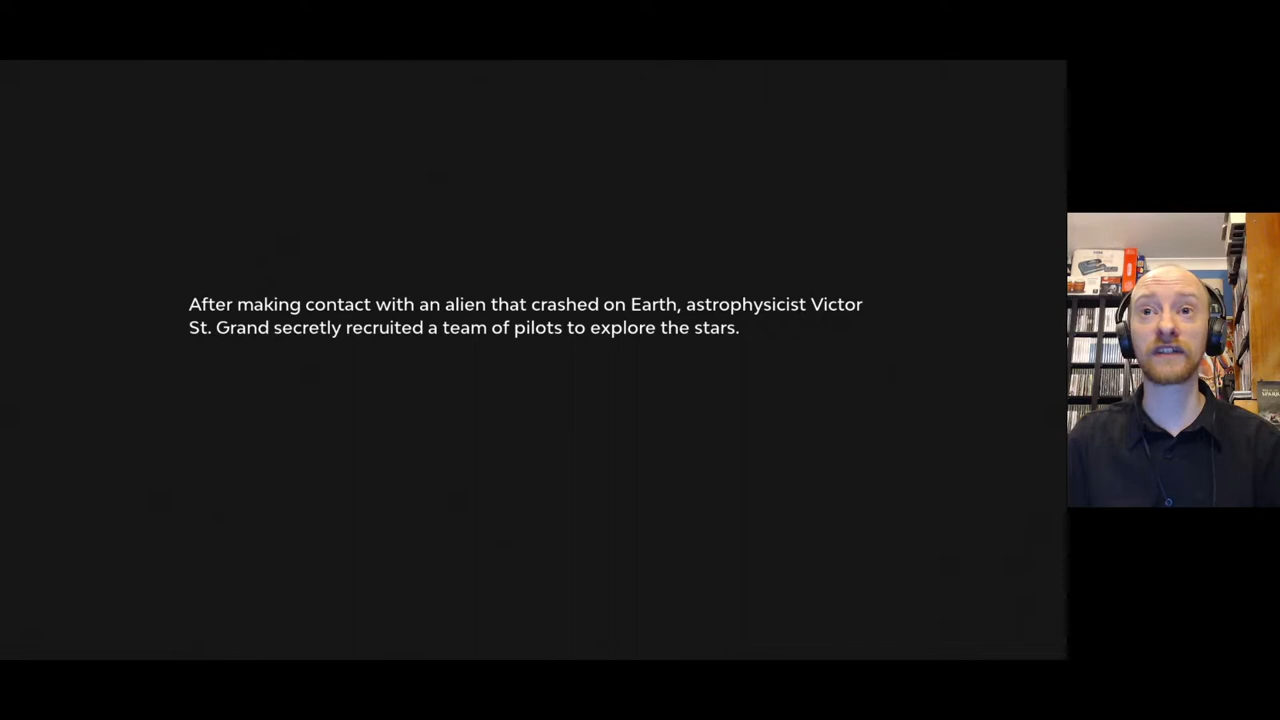 After making contact with an alien that crashed on Earth, astrophysicist Victor
St. Grand secretly recruited a team of pilots to explore the stars.